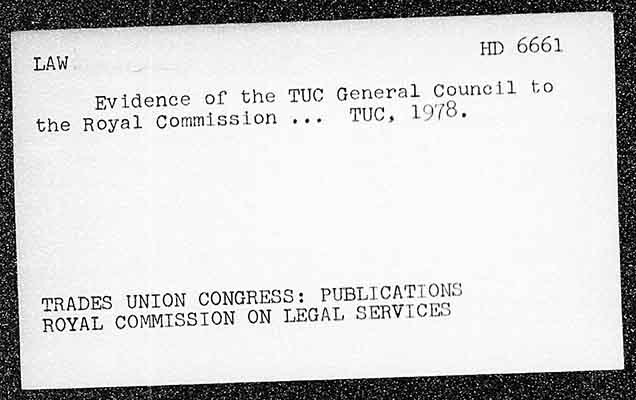 HD 6661
LAW
Evidence of the TUC General Council to
the Royal Commission ... TUC, 1978.
TRADES UNION CONGRESS: PUBLICATIONS
ROYAL COMMISSION ON LEGAL SERVICES